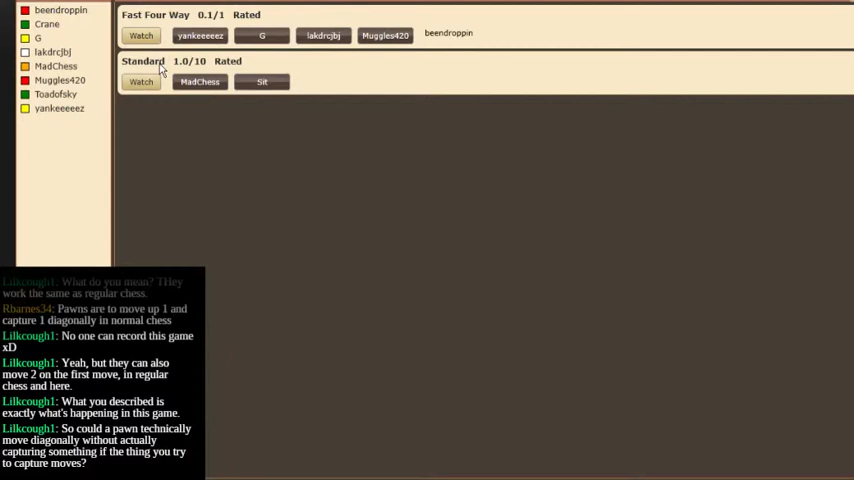 beendroppin
Crane
G
lakdrcjbj
MadChess
Muggles420
Toadofsky
yankeeeeez
Fast Four Way 0.1/1 Rated
Watch yankeeeeez G lakdrcjbj Muggles420 beendroppin
Standard 1.0/10 Rated
Watch MadChess Sit
Lilkcough1: What do you mean? THey
work the same as regular chess.
Rbarnes34: Pawns are to move up 1 and
capture 1 diagonally in normal chess
Lilkcough1: No one can record this game
xD
Lilkcough1: Yeah, but they can also
move 2 on the first move, in regular
chess and here.
Lilkcough1: What you described is
exactly what's happening in this game.
Lilkcough1: So could a pawn technically
move diagonally without actually
capturing something if the thing you try
to capture moves?